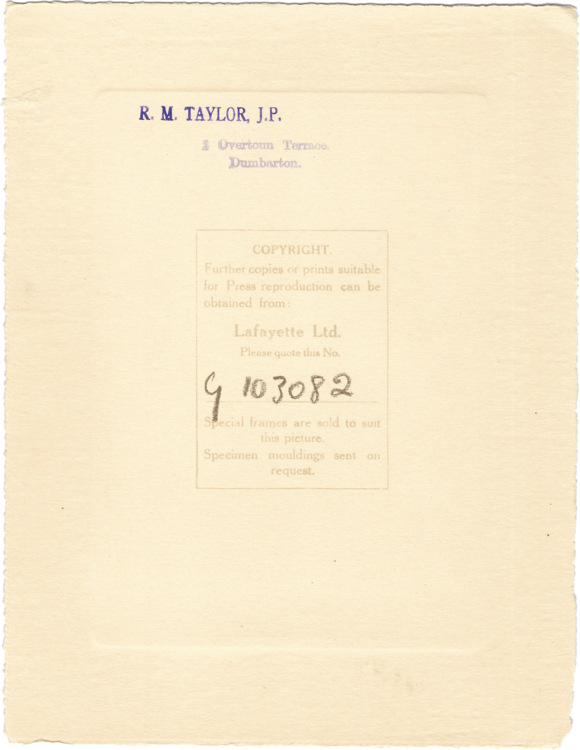 R. M. TAYLOR, J.P.
Overtoun Terrace.
Dumbarton.
COPYRIGHT.
Further copies or prints suitable
for Press reproduction can be
obtained from:
Lafayette Ltd.
Please quote this No.
G 103082
Special frames are sold to suit
this picture.
Specimen mouldings sent on
request.